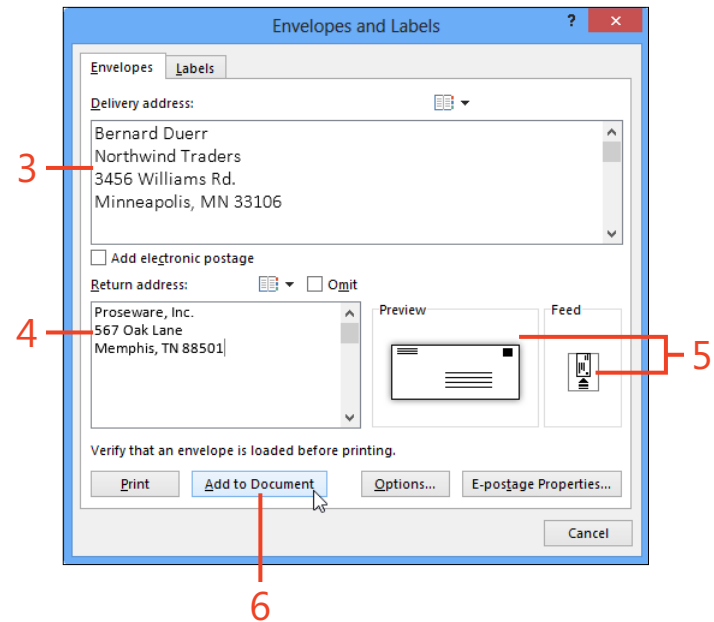 Envelopes and Labels ?
Envelopes Labels
Delivery address:
Bernard Duerr
Northwind Traders
3456 Williams Rd.
Minneapolis, MN 33106
3
Add electronic postage
Return address: Omit
Proseware, Inc.
567 Oak Lane
Memphis, TN 88501
4
Preview Feed
5
Verify that an envelope is loaded before printing.
Print Add to Document Options... E-postage Properties...
Cancel
6